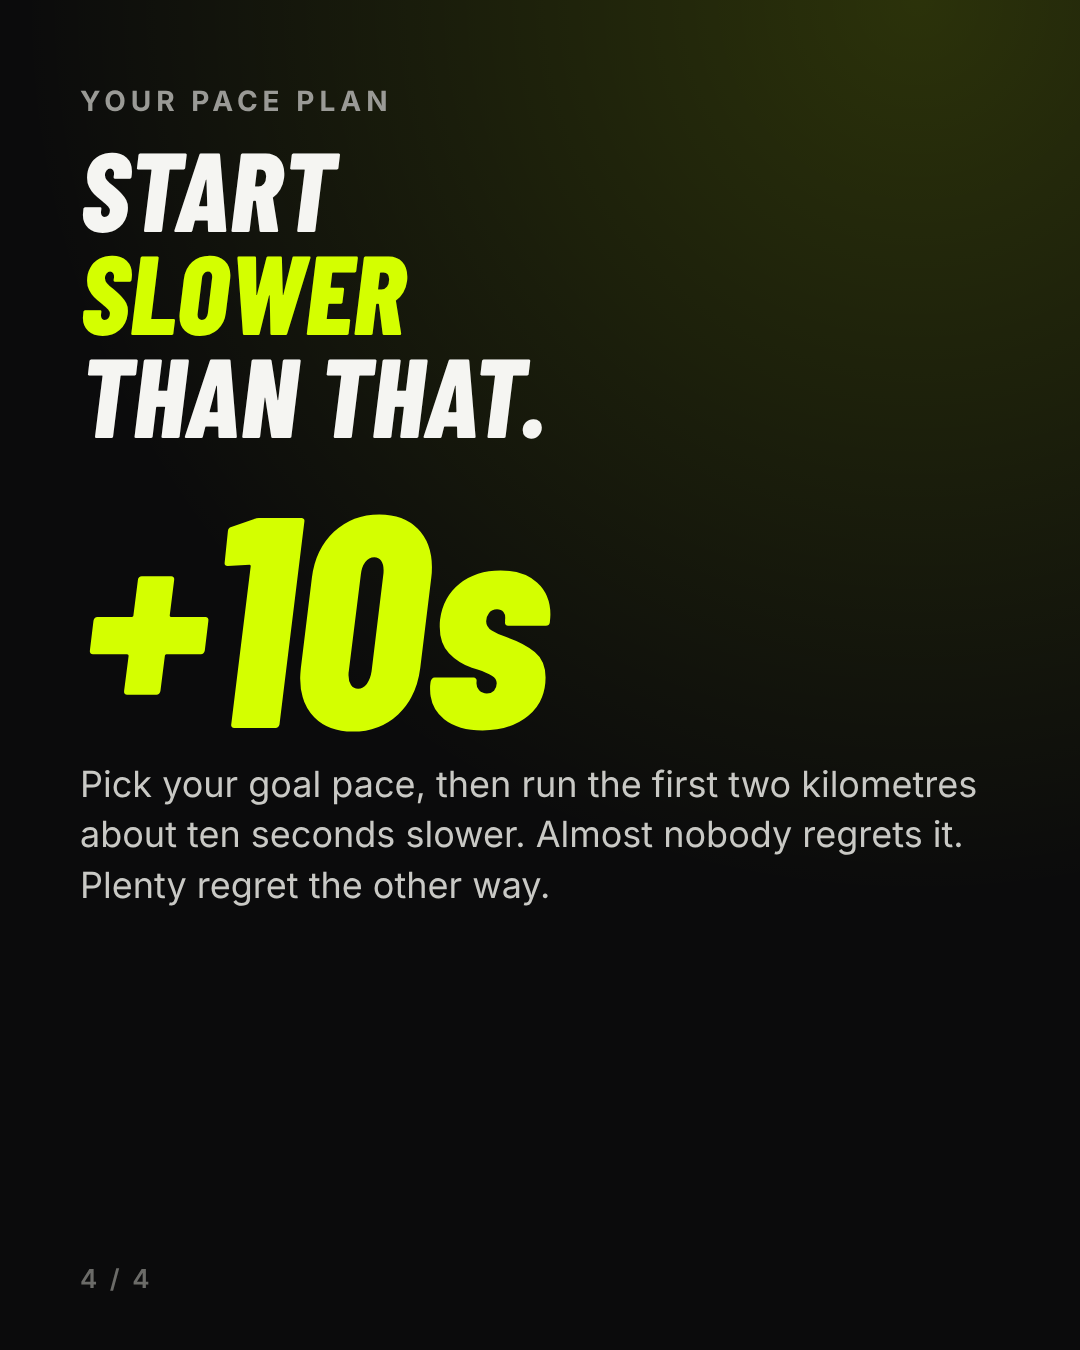 YOUR PACE PLAN
START
SLOWER
THAN THAT.
+10s
Pick your goal pace, then run the first two kilometres
about ten seconds slower. Almost nobody regrets it.
Plenty regret the other way.
4 / 4